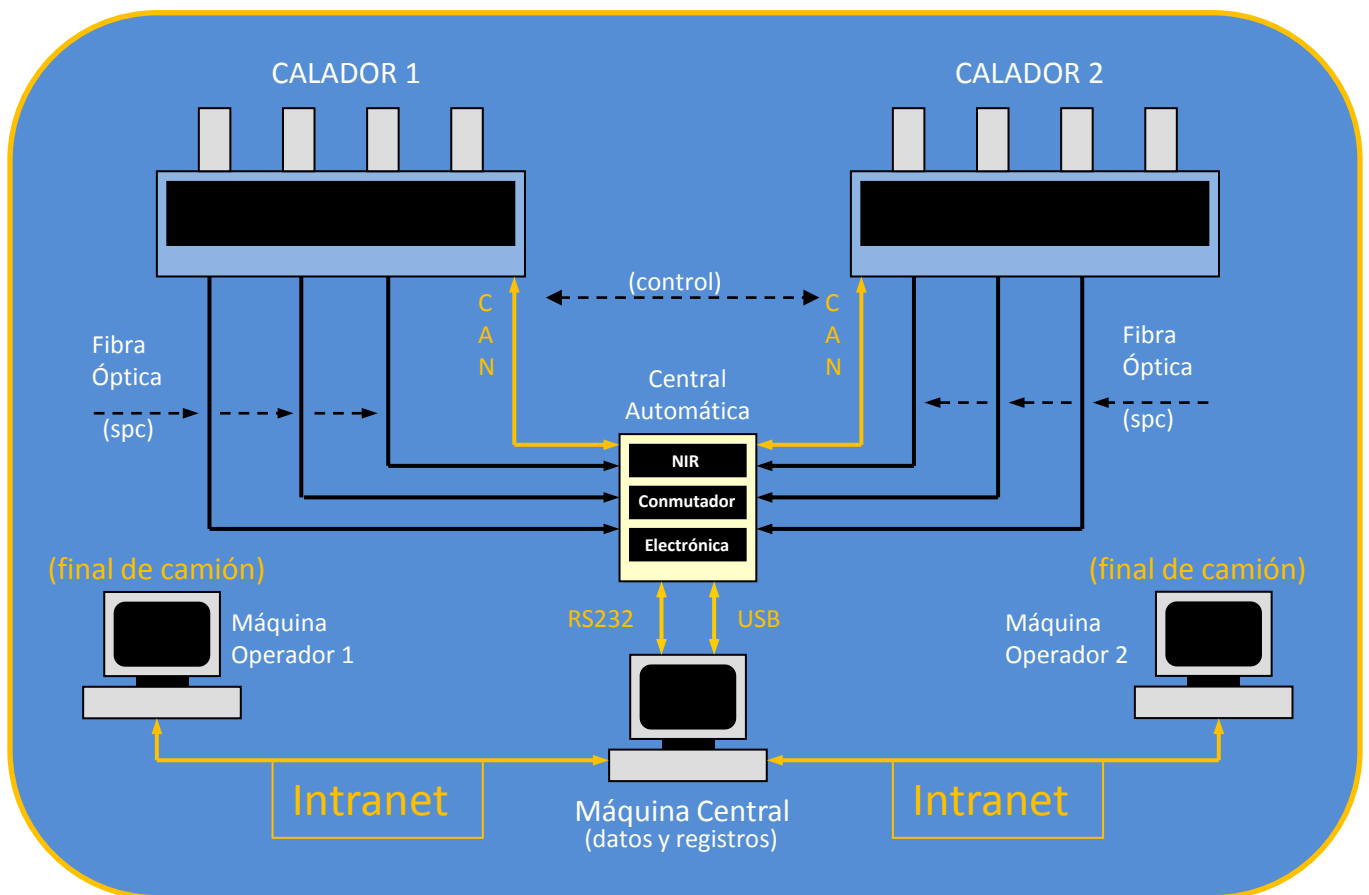 CALADOR 1
CALADOR 2
(control)
C
A
N
C
A
N
Fibra
Óptica
(spc)
Fibra
Óptica
(spc)
Central
Automática
NIR
Conmutador
Electrónica
(final de camión)
(final de camión)
RS232
USB
Máquina
Operador 1
Máquina
Operador 2
Intranet
Intranet
Máquina Central
(datos y registros)